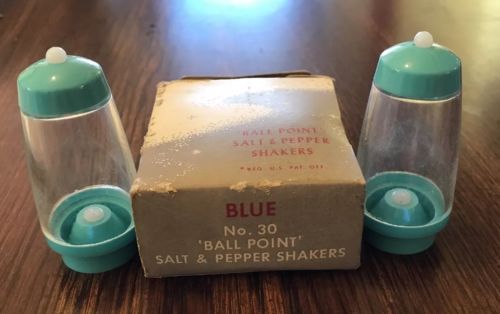 'BALL POINT'
SALT & PEPPER
SHAKERS
* REG. U.S. PAT. OFF.
BLUE
No. 30
'BALL POINT'
SALT & PEPPER SHAKERS